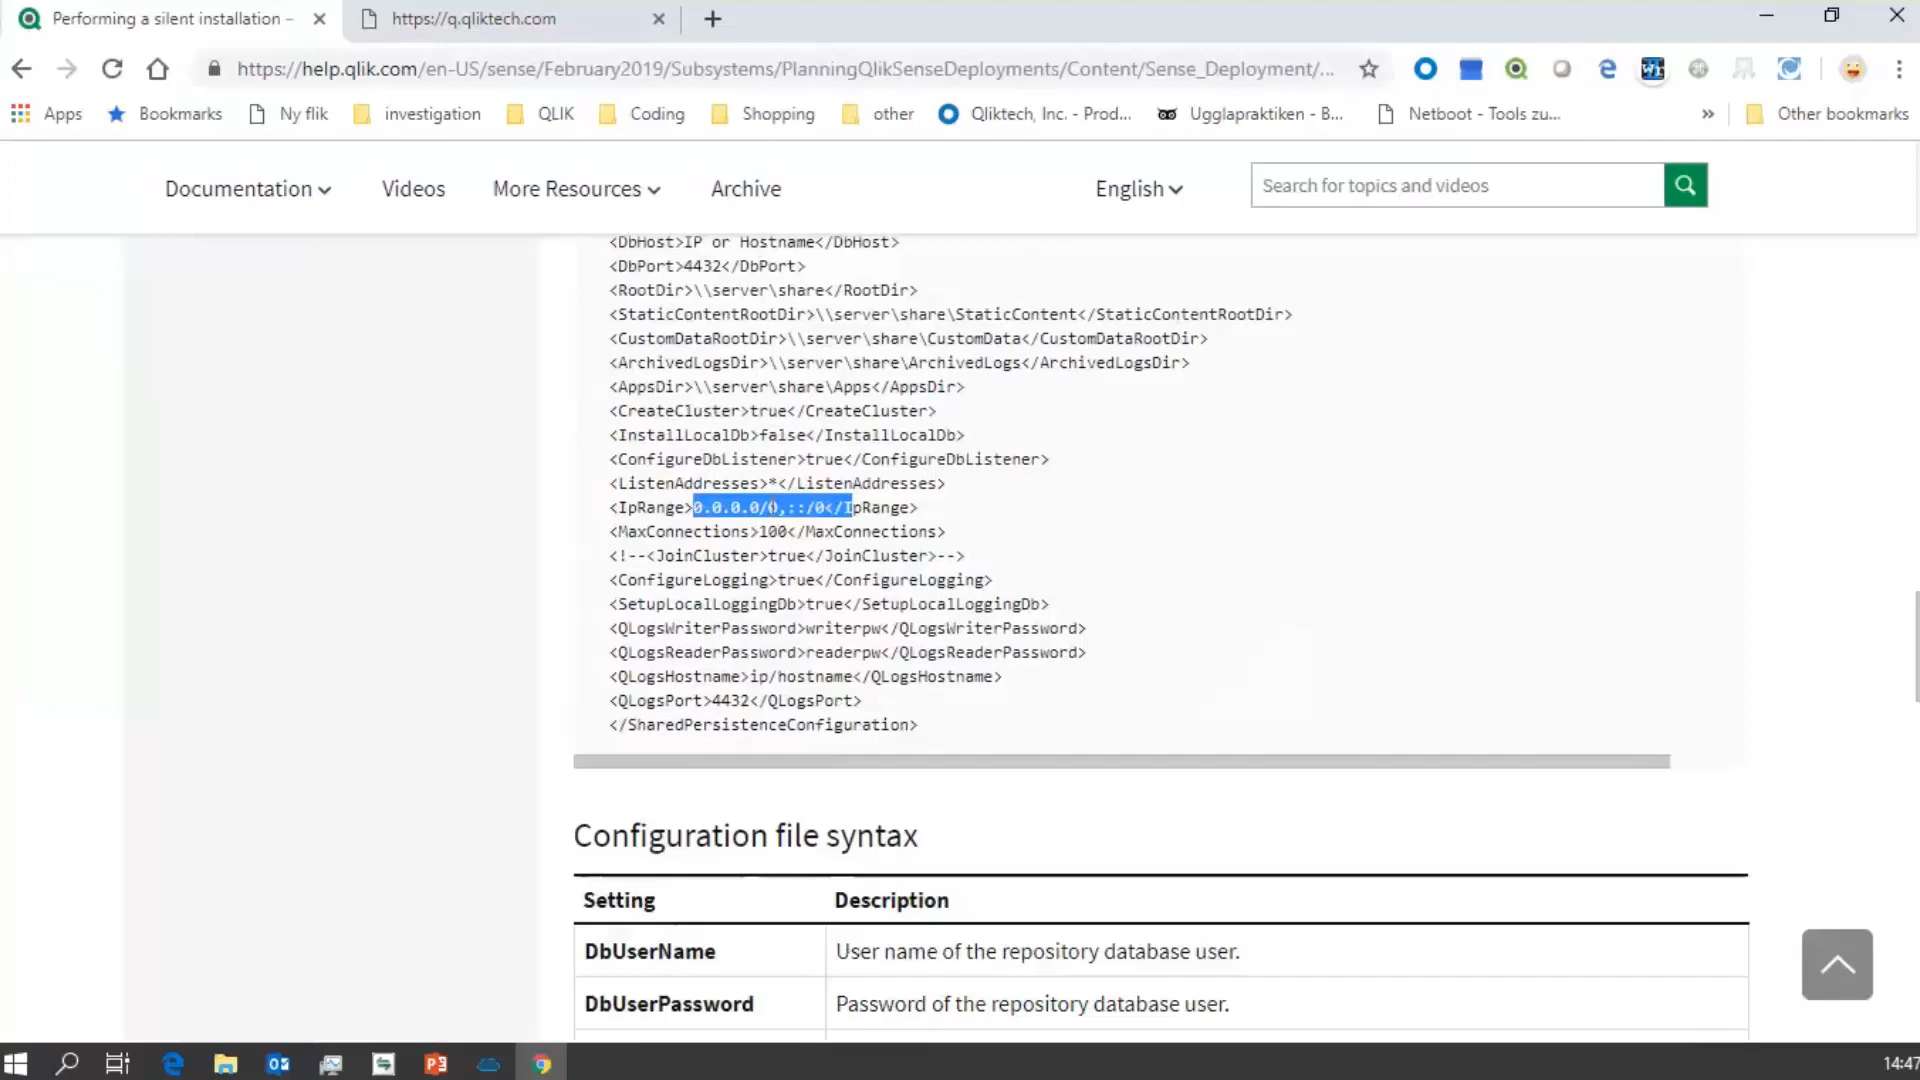 Performing a silent installation –
https://q.qliktech.com
https://help.qlik.com/en-US/sense/February2019/Subsystems/PlanningQlikSenseDeployments/Content/Sense_Deployment/...
Apps
Bookmarks
Ny flik
investigation
QLIK
Coding
Shopping
other
Qliktech, Inc. - Prod...
Ugglapraktiken - B...
Netboot - Tools zu...
»
Other bookmarks
Documentation
Videos
More Resources
Archive
English
Search for topics and videos
<DbHost>IP or Hostname</DbHost>
<DbPort>4432</DbPort>
<RootDir>\\server\share</RootDir>
<StaticContentRootDir>\\server\share\StaticContent</StaticContentRootDir>
<CustomDataRootDir>\\server\share\CustomData</CustomDataRootDir>
<ArchivedLogsDir>\\server\share\ArchivedLogs</ArchivedLogsDir>
<AppsDir>\\server\share\Apps</AppsDir>
<CreateCluster>true</CreateCluster>
<InstallLocalDb>false</InstallLocalDb>
<ConfigureDbListener>true</ConfigureDbListener>
<ListenAddresses>*</ListenAddresses>
<IpRange>0.0.0.0/0,::/0</IpRange>
<MaxConnections>100</MaxConnections>
<!--<JoinCluster>true</JoinCluster>-->
<ConfigureLogging>true</ConfigureLogging>
<SetupLocalLoggingDb>true</SetupLocalLoggingDb>
<QLogsWriterPassword>writerpw</QLogsWriterPassword>
<QLogsReaderPassword>readerpw</QLogsReaderPassword>
<QLogsHostname>ip/hostname</QLogsHostname>
<QLogsPort>4432</QLogsPort>
</SharedPersistenceConfiguration>
Configuration file syntax
Setting Description
DbUserName User name of the repository database user.
DbUserPassword Password of the repository database user.
14:47